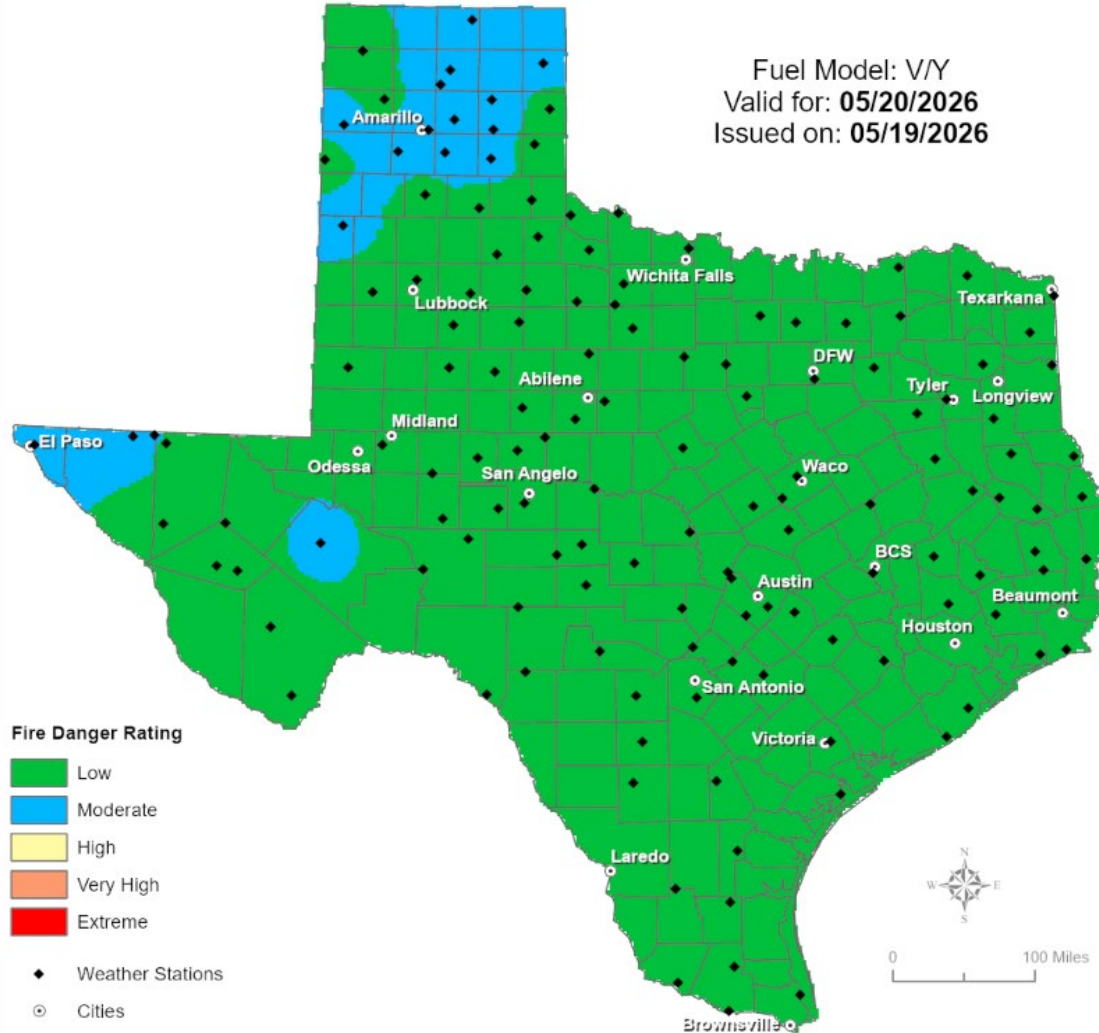 Fuel Model: V/Y
Valid for: 05/20/2026
Issued on: 05/19/2026
Amarillo
Wichita Falls
Lubbock
Texarkana
DFW
Abilene
Tyler
Longview
Midland
El Paso
Odessa
San Angelo
Waco
BCS
Austin
Beaumont
Houston
San Antonio
Victoria
Laredo
Brownsville
Fire Danger Rating
Low
Moderate
High
Very High
Extreme
Weather Stations
Cities
N
W E
S
0 100 Miles